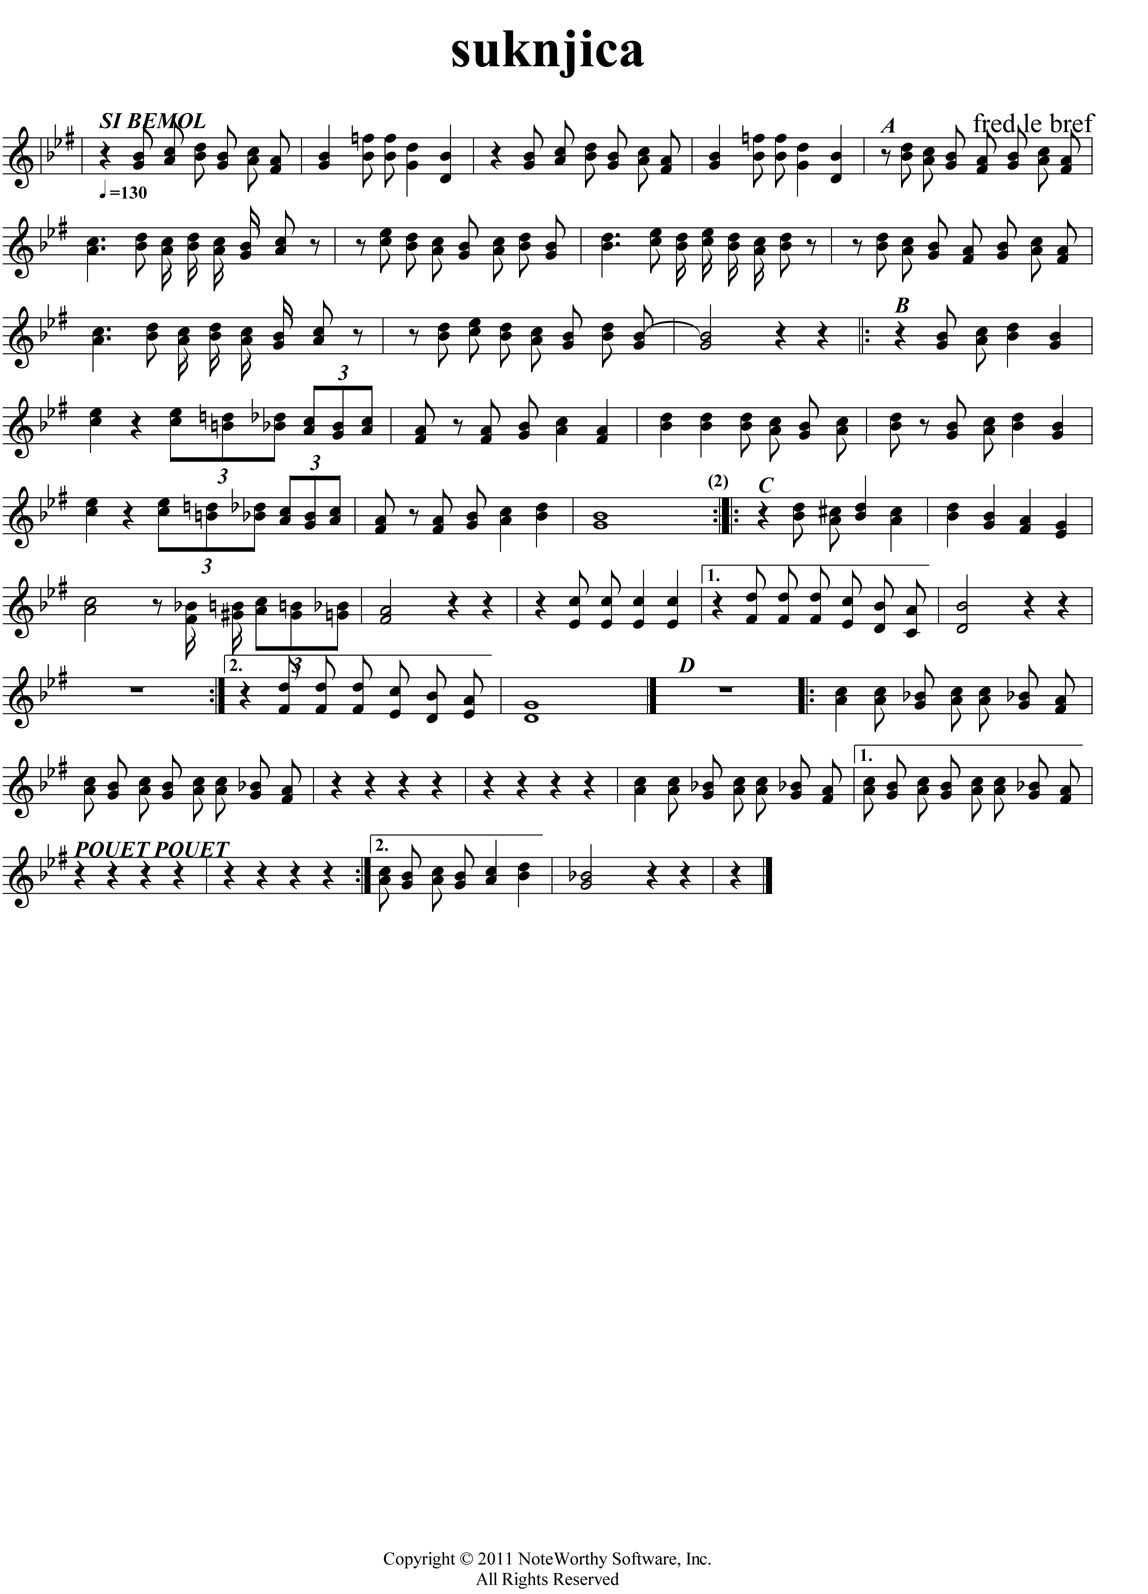 suknjica
SI BEMOL
fred le bref
A
♩=130
B
3
3
(2)
C
3
3
1.
3
2.
D
1.
POUET POUET
2.
Copyright © 2011 NoteWorthy Software, Inc.
All Rights Reserved